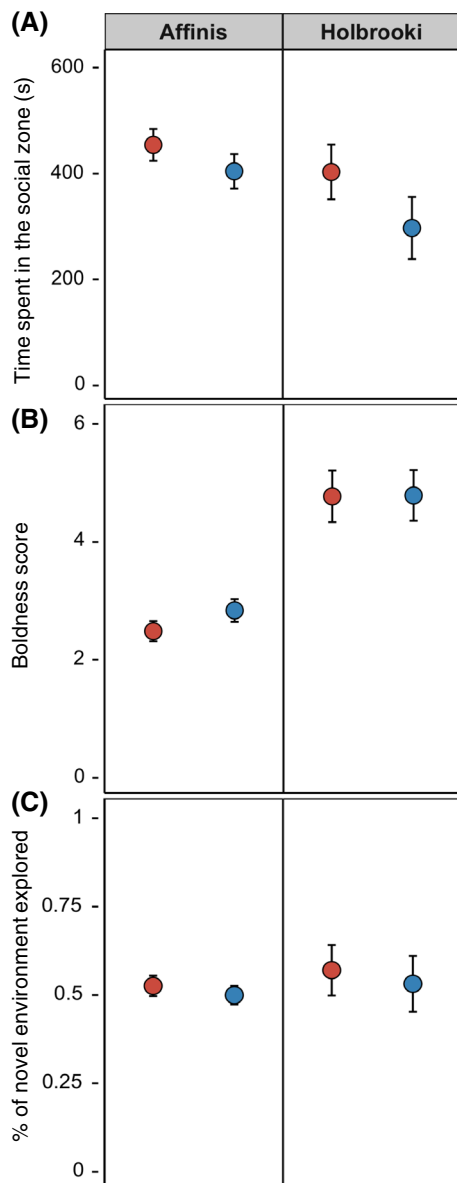 (A)
Affinis
Holbrooki
Time spent in the social zone (s)
600 -
400 -
200 -
0 -
(B)
Boldness score
6 -
4 -
2 -
0 -
(C)
% of novel environment explored
1 -
0.75 -
0.5 -
0.25 -
0 -